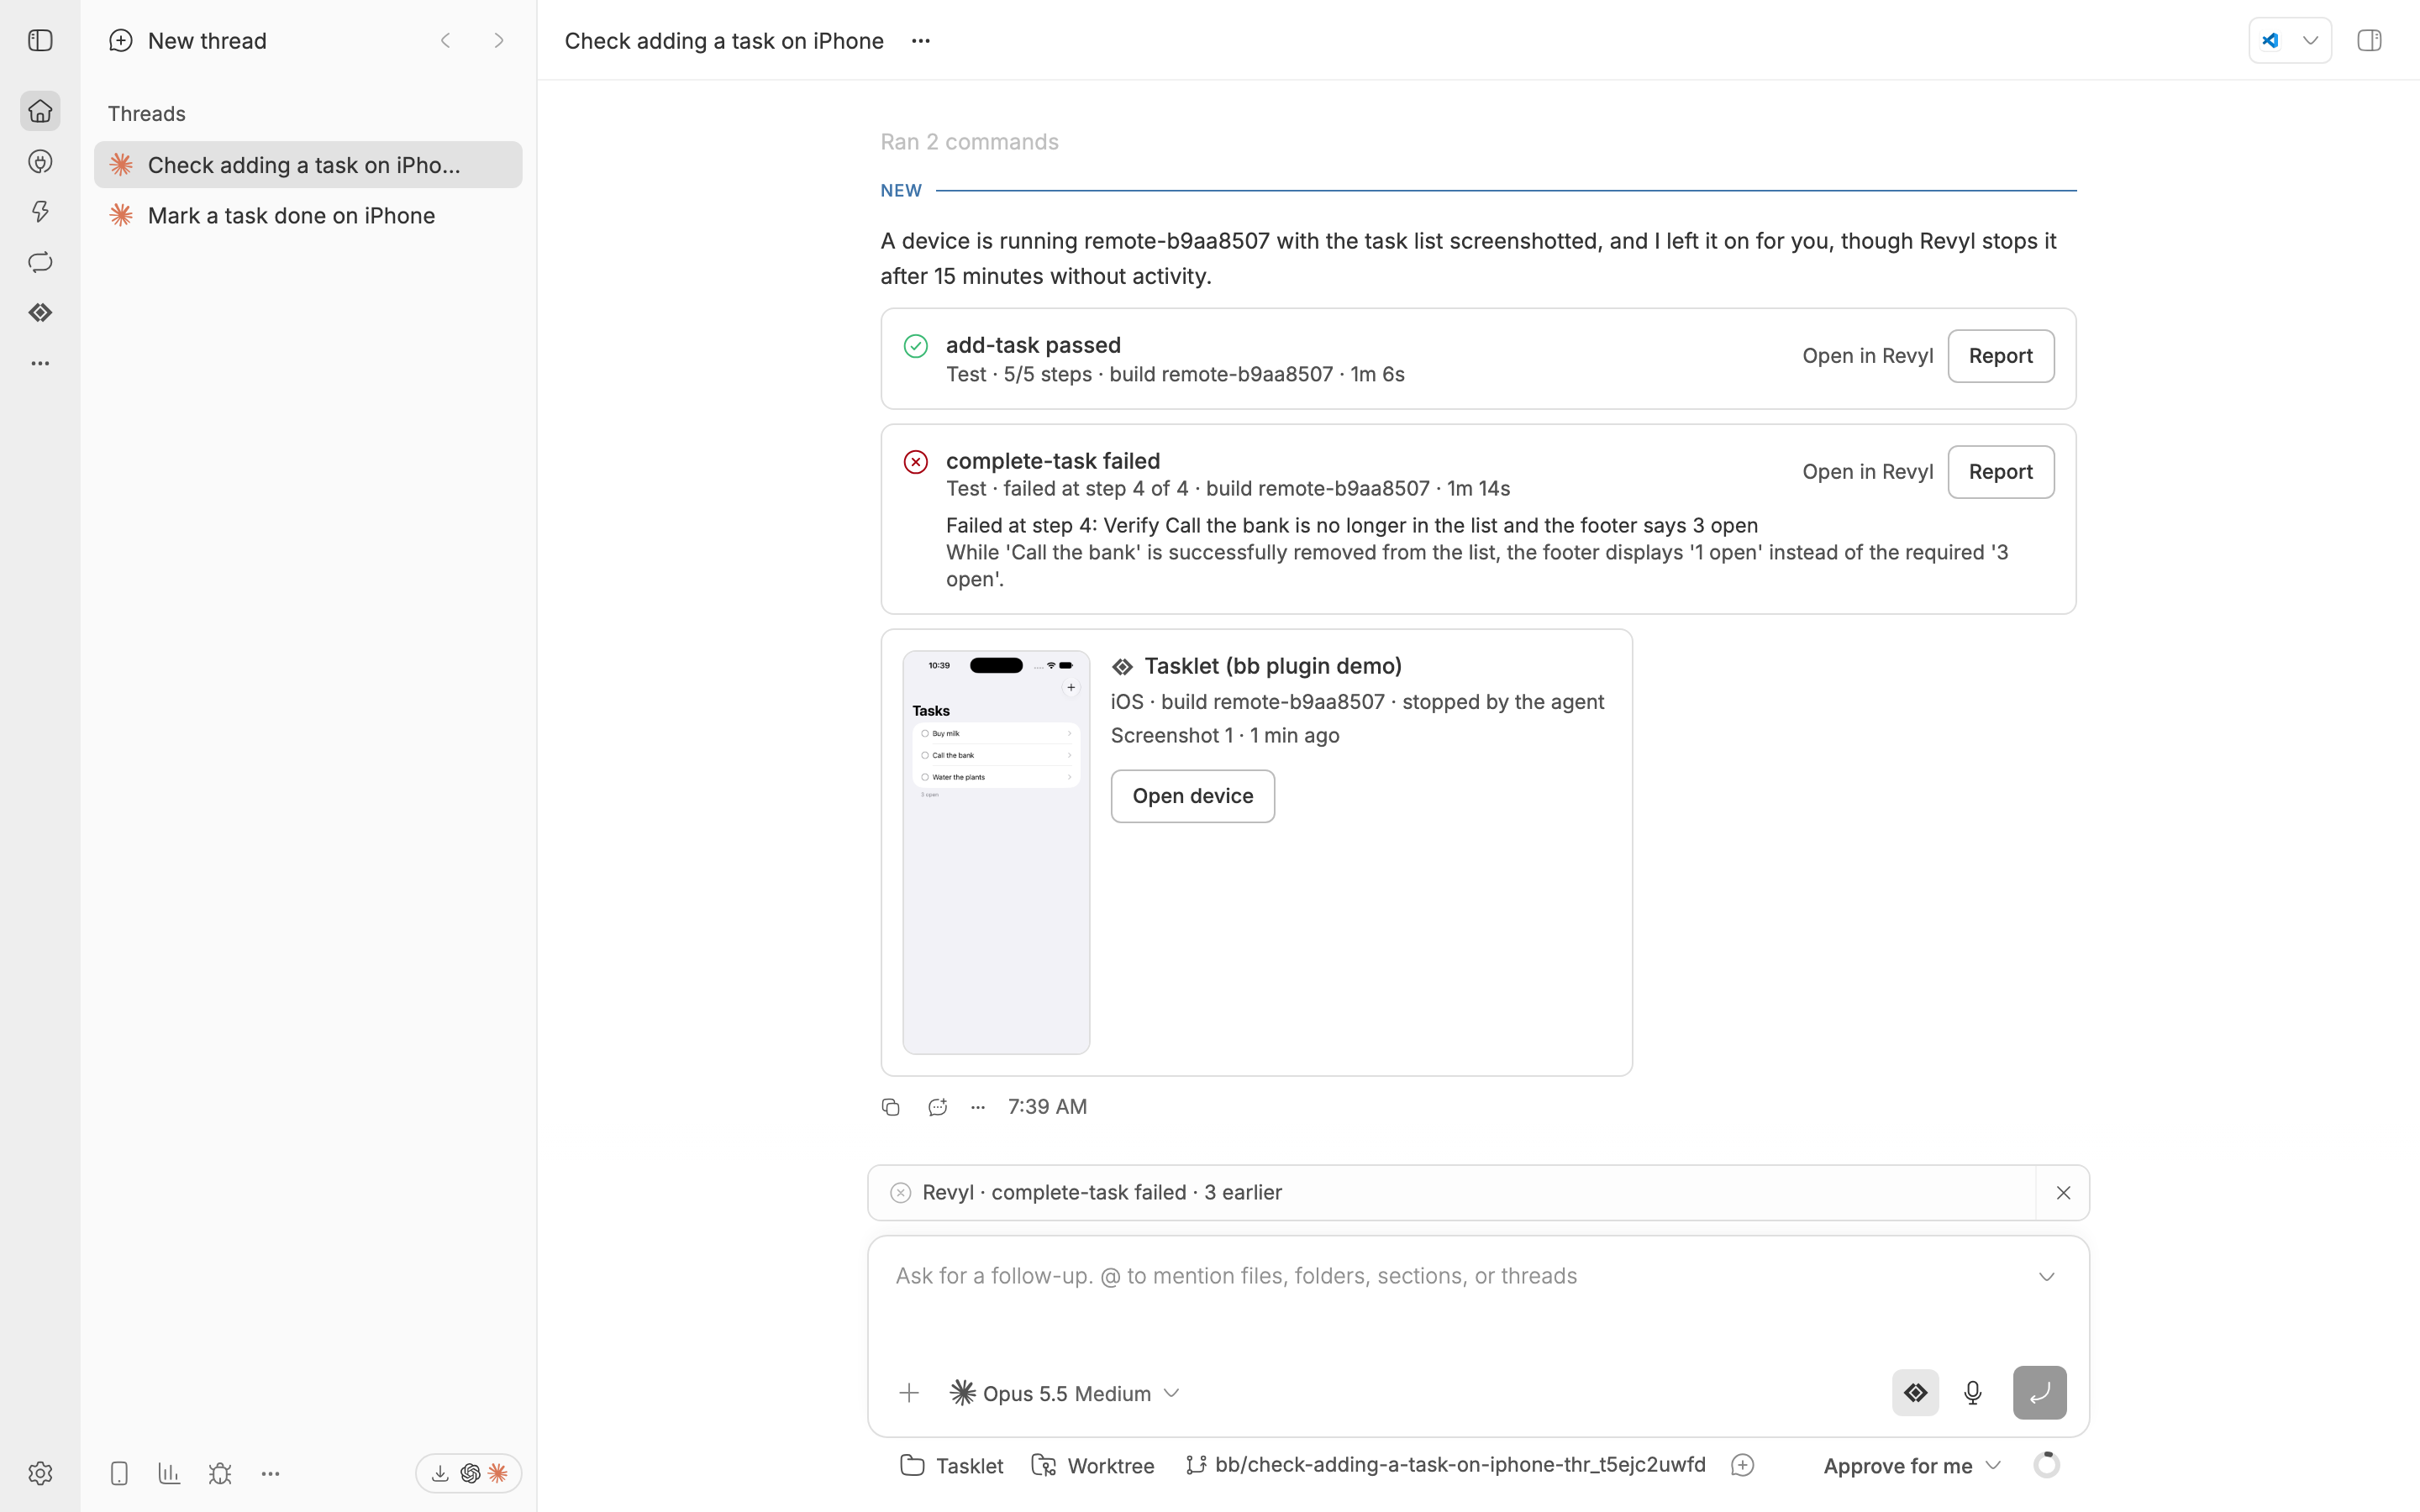 New thread
Threads
Check adding a task on iPho...
Mark a task done on iPhone
Check adding a task on iPhone
Ran 2 commands
NEW
A device is running remote-b9aa8507 with the task list screenshotted, and I left it on for you, though Revyl stops it
after 15 minutes without activity.
add-task passed
Test · 5/5 steps · build remote-b9aa8507 · 1m 6s
Open in Revyl
Report
complete-task failed
Test · failed at step 4 of 4 · build remote-b9aa8507 · 1m 14s
Open in Revyl
Report
Failed at step 4: Verify Call the bank is no longer in the list and the footer says 3 open
While 'Call the bank' is successfully removed from the list, the footer displays '1 open' instead of the required '3
open'.
10:39
Tasks
Buy milk
Call the bank
Water the plants
3 open
Tasklet (bb plugin demo)
iOS · build remote-b9aa8507 · stopped by the agent
Screenshot 1 · 1 min ago
Open device
7:39 AM
Revyl · complete-task failed · 3 earlier
Ask for a follow-up. @ to mention files, folders, sections, or threads
Opus 5.5 Medium
Tasklet
Worktree
bb/check-adding-a-task-on-iphone-thr_t5ejc2uwfd
Approve for me